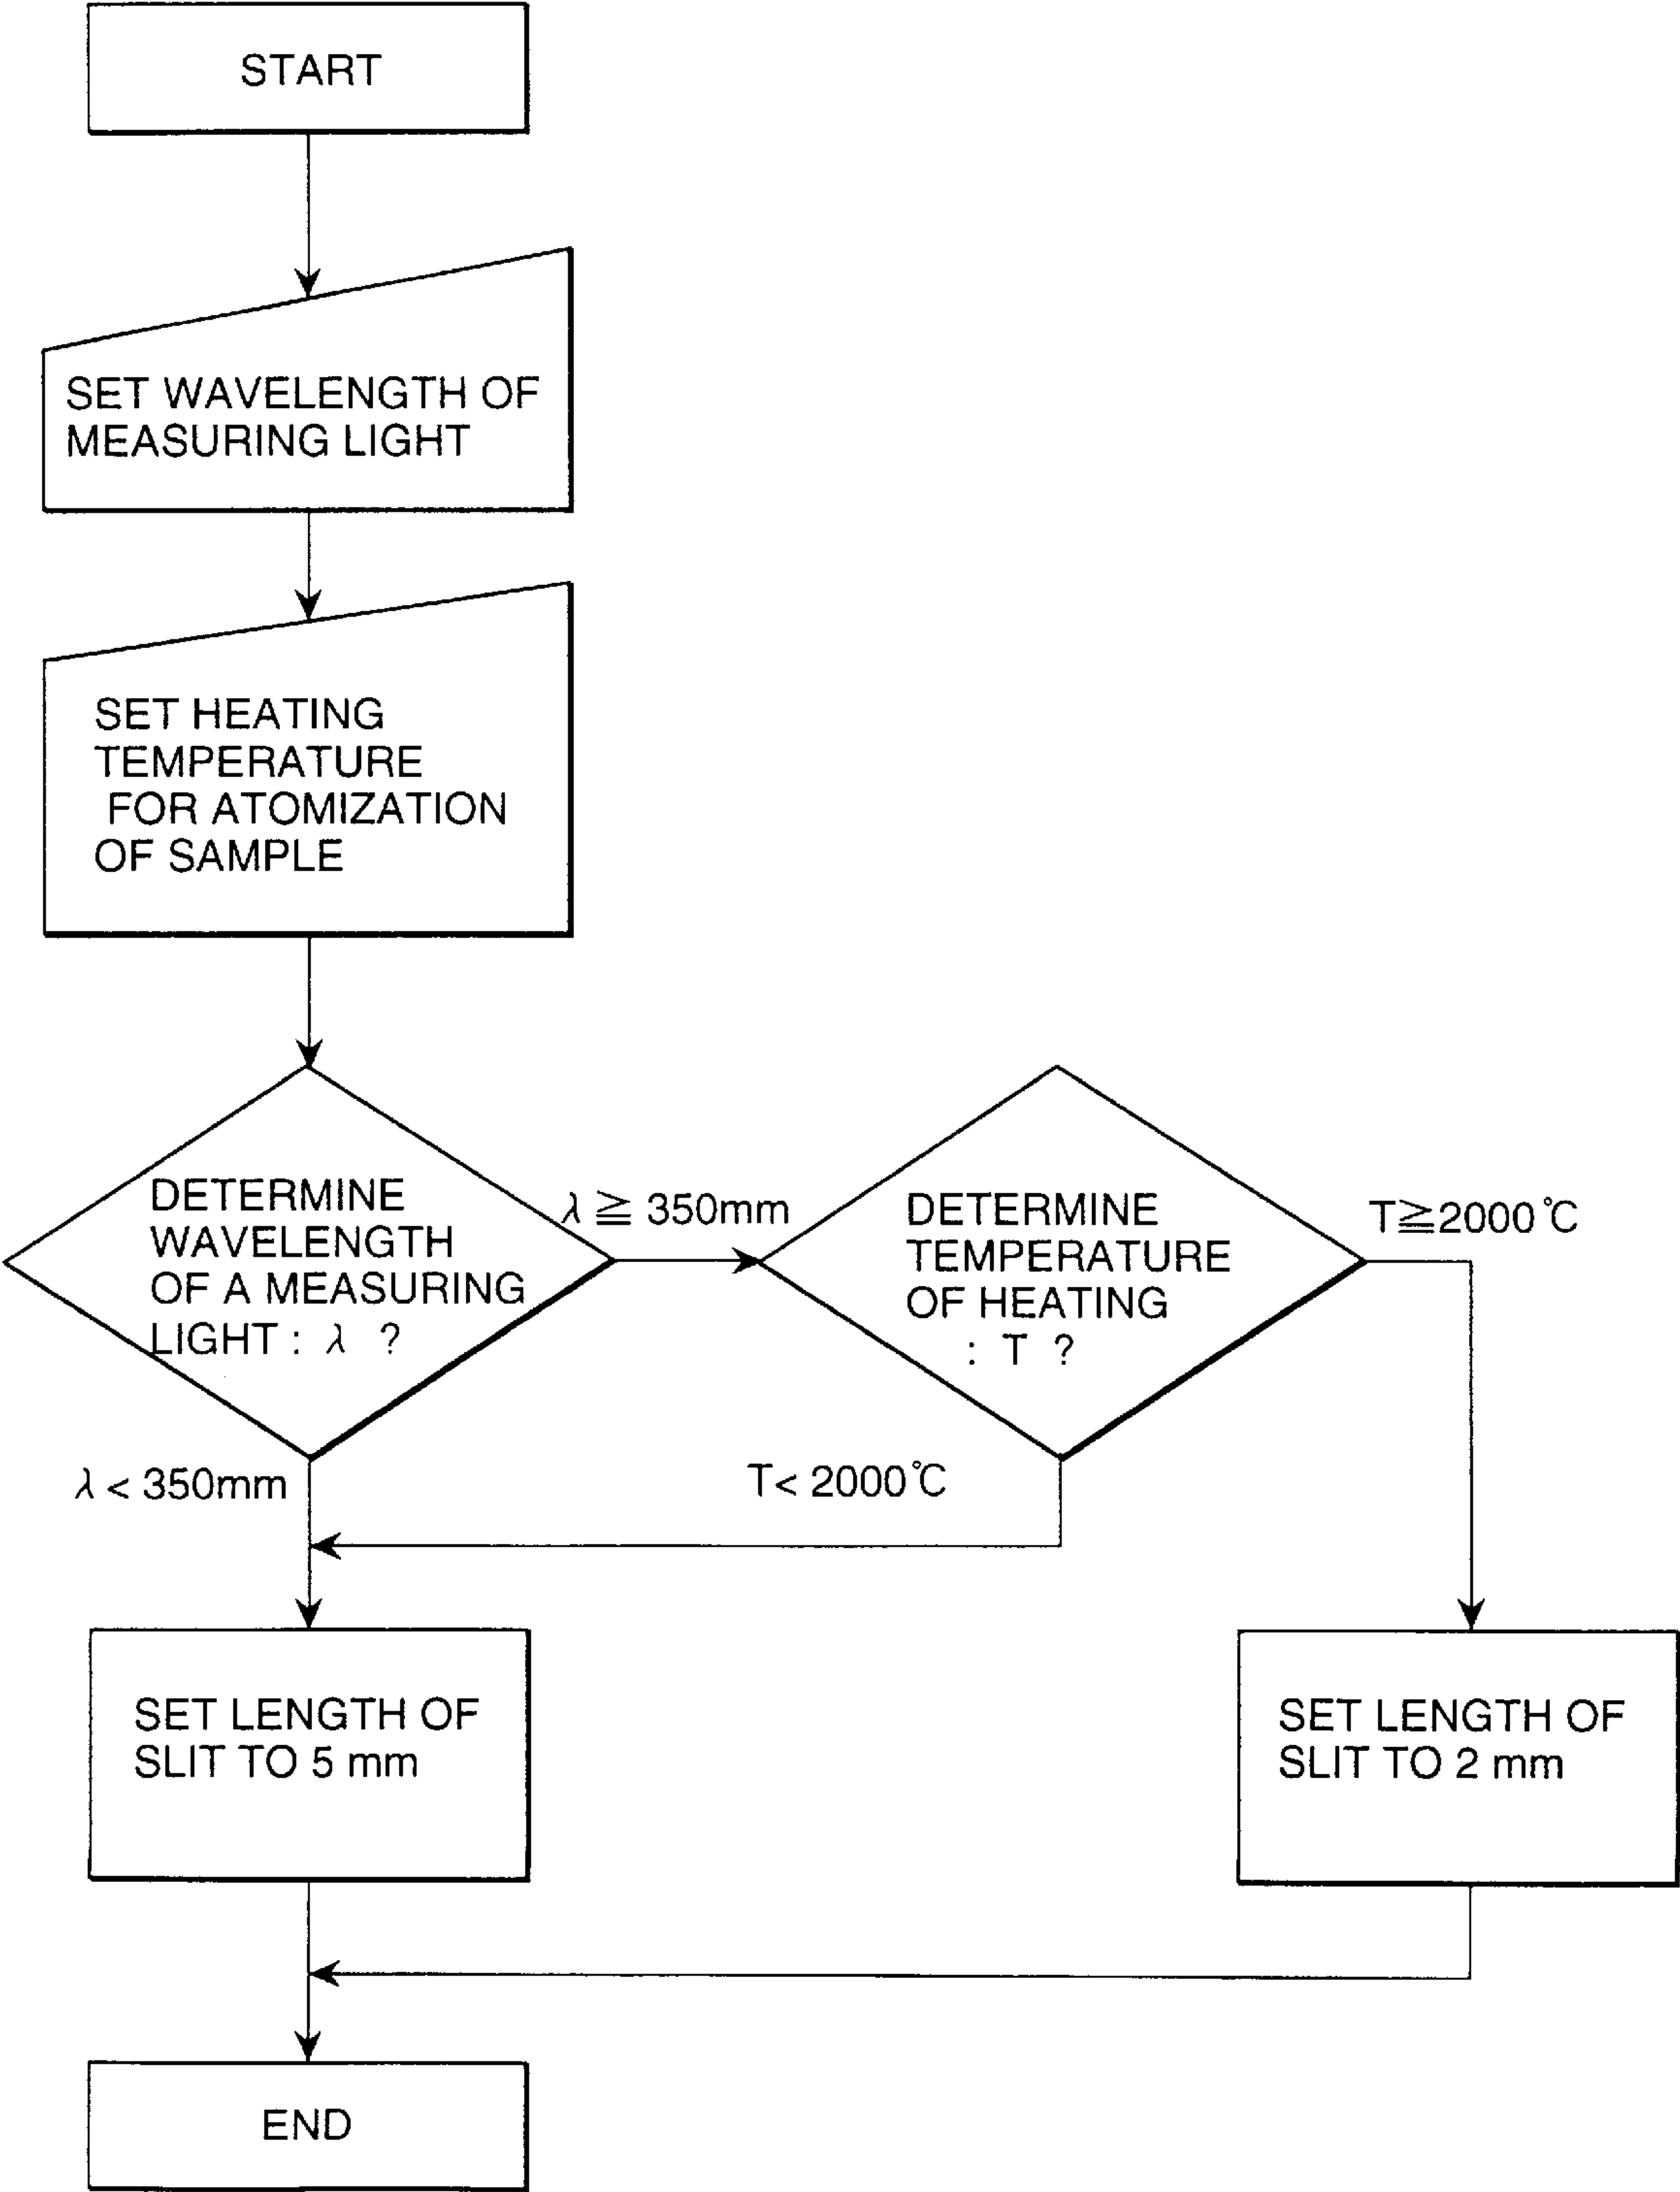 START
SET WAVELENGTH OF
MEASURING LIGHT
SET HEATING
TEMPERATURE
FOR ATOMIZATION
OF SAMPLE
DETERMINE
WAVELENGTH
OF A MEASURING
LIGHT : λ ?
λ ≧ 350mm
DETERMINE
TEMPERATURE
OF HEATING
: T ?
T≧2000℃
λ < 350mm
T< 2000℃
SET LENGTH OF
SLIT TO 5 mm
SET LENGTH OF
SLIT TO 2 mm
END